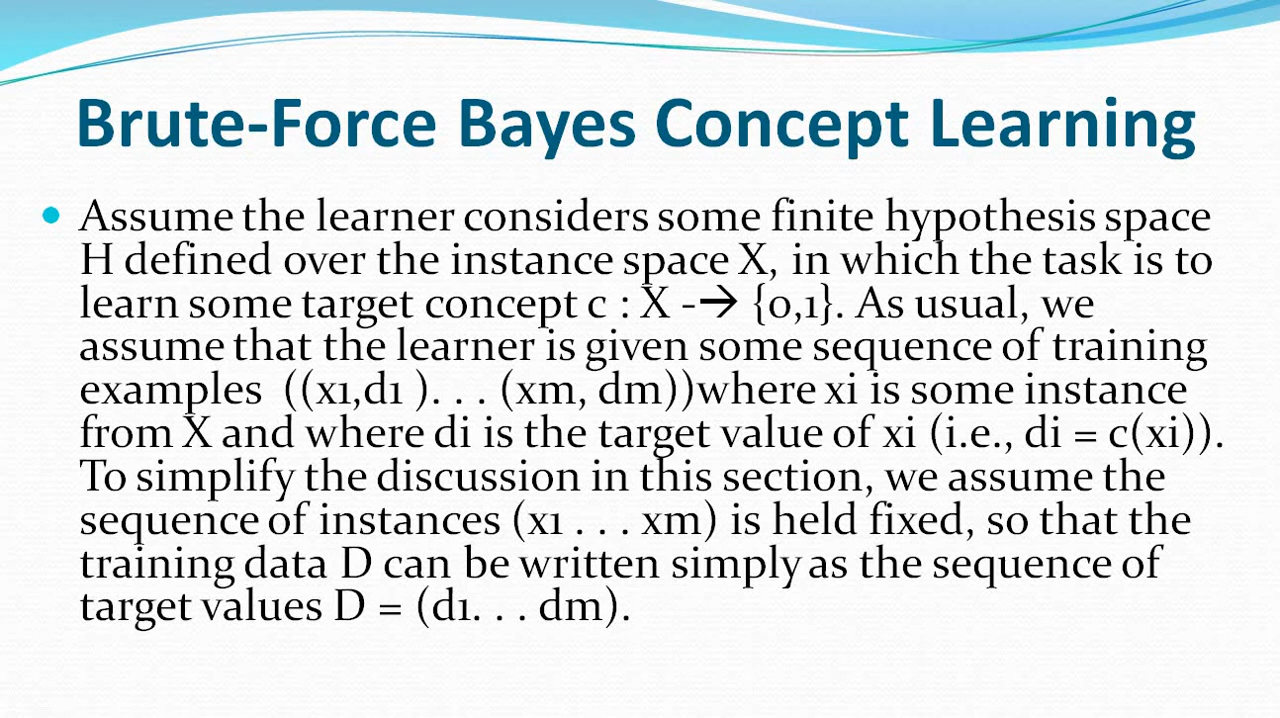 Brute-Force Bayes Concept Learning
• Assume the learner considers some finite hypothesis space
H defined over the instance space X, in which the task is to
learn some target concept c : X -→ {0,1}. As usual, we
assume that the learner is given some sequence of training
examples ((x1,d1 ). . . (xm, dm))where xi is some instance
from X and where di is the target value of xi (i.e., di = c(xi)).
To simplify the discussion in this section, we assume the
sequence of instances (x1 . . . xm) is held fixed, so that the
training data D can be written simply as the sequence of
target values D = (d1. . . dm).